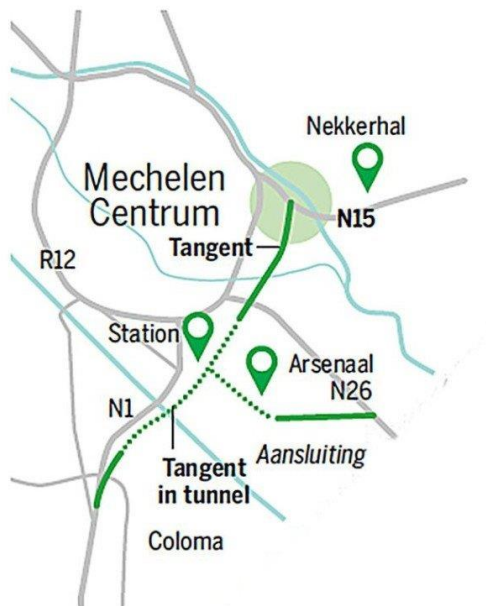 Nekkerhal
Mechelen
Centrum
N15
Tangent
R12
Station
Arsenaal
N26
N1
Aansluiting
Tangent
in tunnel
Coloma